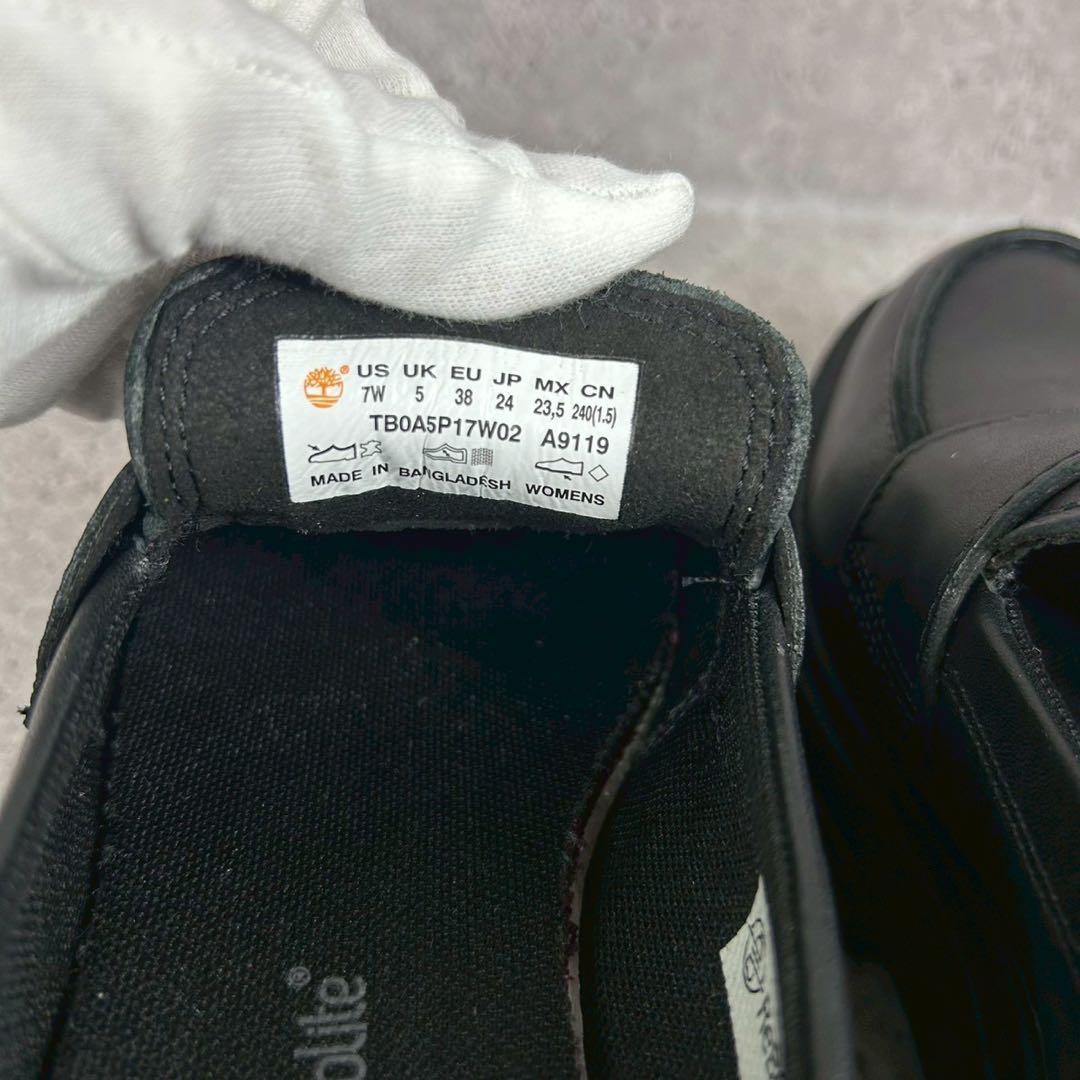 ® US UK EU JP MX CN
7W 5 38 24 23,5 240(1.5)
TB0A5P17W02 A9119
MADE IN BANGLADESH WOMENS
olite®